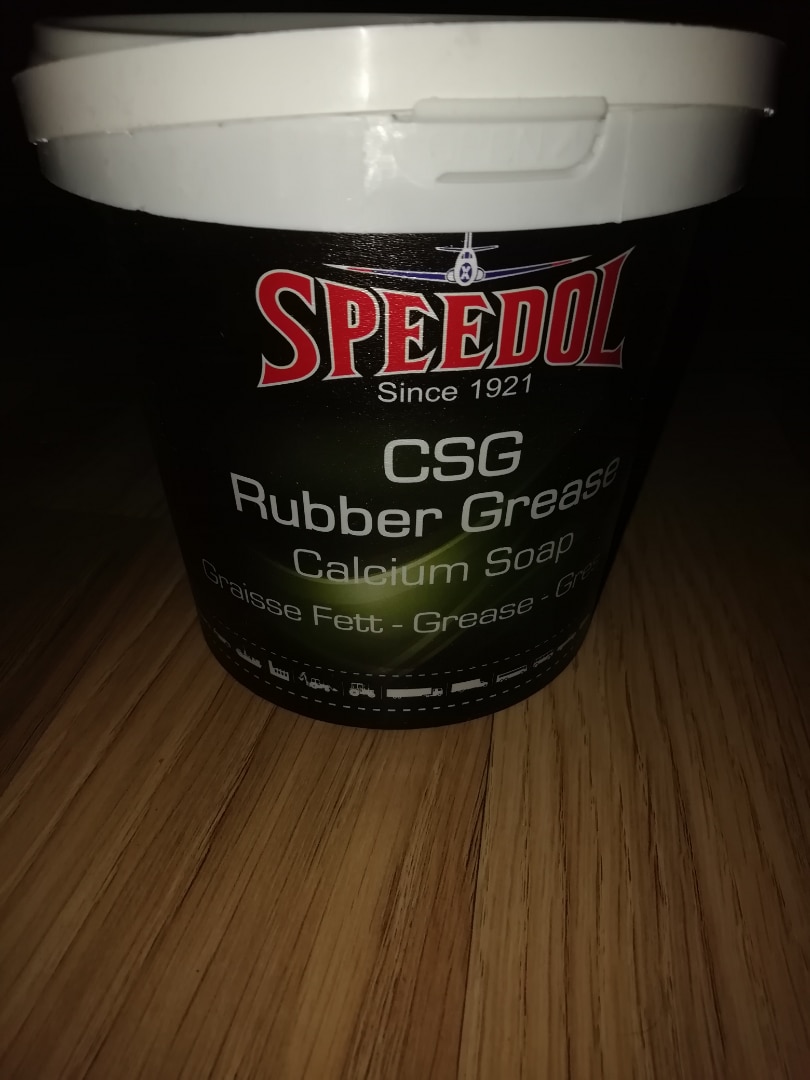 SPEEDOL
Since 1921
CSG
Rubber Grease
Calcium Soap
Graisse Fett - Grease -